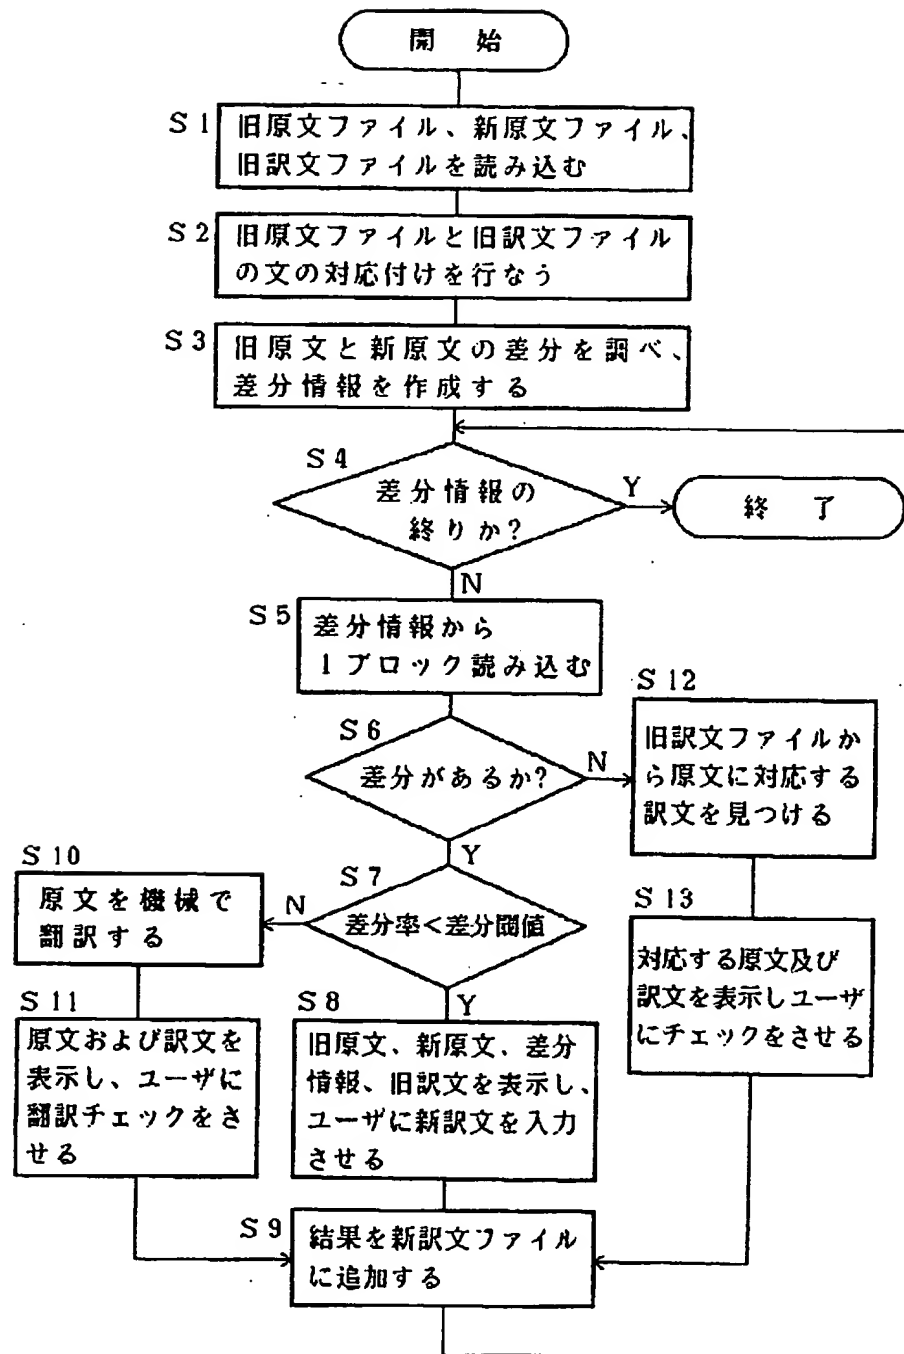 開 始
S1
旧原文ファイル、新原文ファイル、
旧訳文ファイルを読み込む
S2
旧原文ファイルと旧訳文ファイル
の文の対応付けを行なう
S3
旧原文と新原文の差分を調べ、
差分情報を作成する
S4
差分情報の
終りか?
Y
終 了
N
S5
差分情報から
1ブロック読み込む
S6
差分があるか?
N
S12
旧訳文ファイルか
ら原文に対応する
訳文を見つける
Y
S7
差分率<差分閾値
N
S10
原文を機械で
翻訳する
S13
対応する原文及び
訳文を表示しユーザ
にチェックをさせる
S11
原文および訳文を
表示し、ユーザに
翻訳チェックをさ
せる
Y
S8
旧原文、新原文、差分
情報、旧訳文を表示し、
ユーザに新訳文を入力
させる
S9
結果を新訳文ファイル
に追加する